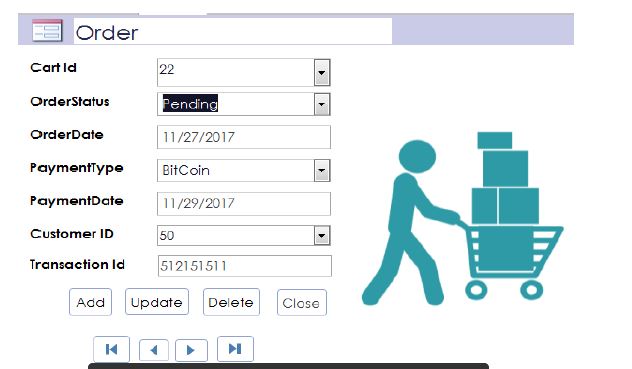 Order
Cart Id 22
OrderStatus Pending
OrderDate 11/27/2017
PaymentType BitCoin
PaymentDate 11/29/2017
Customer ID 50
Transaction Id 512151511
Add Update Delete Close